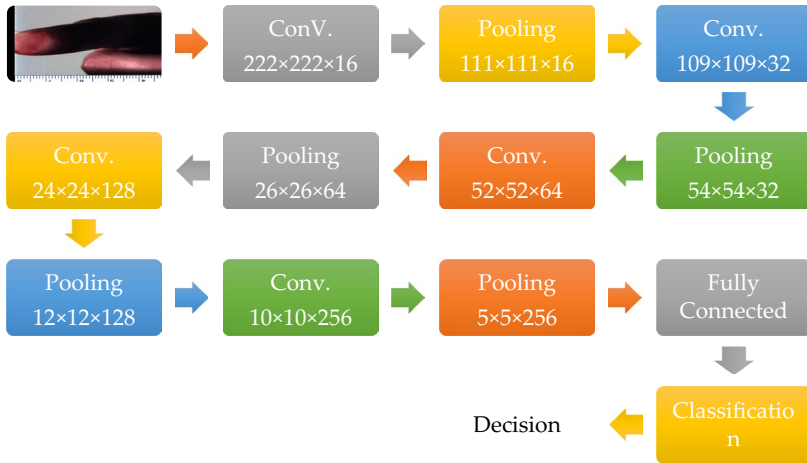 ConV.
222×222×16
Pooling
111×111×16
Conv.
109×109×32
Pooling
54×54×32
Conv.
52×52×64
Pooling
26×26×64
Conv.
24×24×128
Pooling
12×12×128
Conv.
10×10×256
Pooling
5×5×256
Fully
Connected
Classificatio
n
Decision